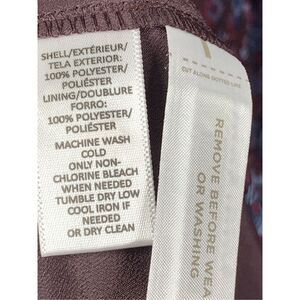 SHELL/EXTÉRIEUR/
TELA EXTERIOR:
100% POLYESTER/
POLIÉSTER
LINING/DOUBLURE
FORRO:
100% POLYESTER/
POLIÉSTER
MACHINE WASH
COLD
ONLY NON-
CHLORINE BLEACH
WHEN NEEDED
TUMBLE DRY LOW
COOL IRON IF
NEEDED
OR DRY CLEAN
CUT ALONG DOTTED LINE
REMOVE BEFORE WEA
OR WASHING